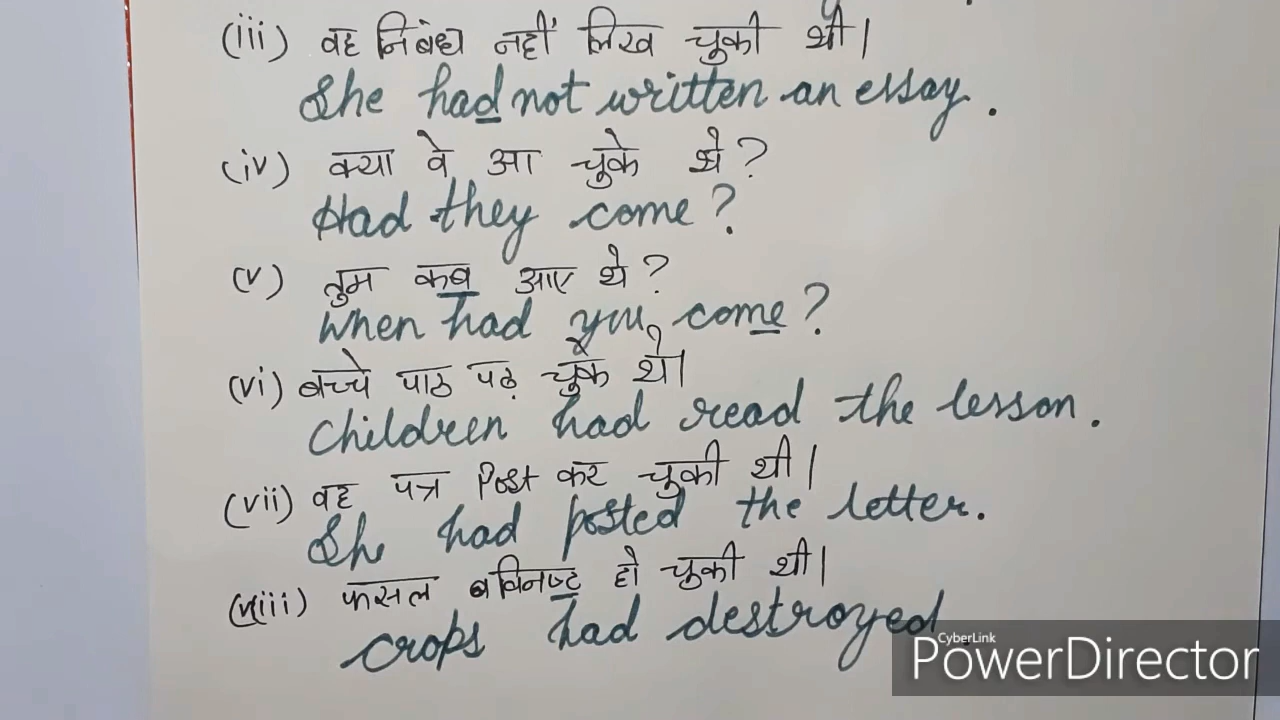 (iii) वह निबंध नहीं लिख चुकी थी।
She had not written an essay.
(iv) क्या वे आ चुके थे?
Had they come?
(v) तुम कब आए थे?
When had you come?
(vi) बच्चे पाठ पढ़ चुके थे।
Children had read the lesson.
(vii) वह पत्र Post कर चुकी थी।
She had posted the letter.
(viii) फसल विनष्ट हो चुकी थी।
crops had destroyed
CyberLink
PowerDirector